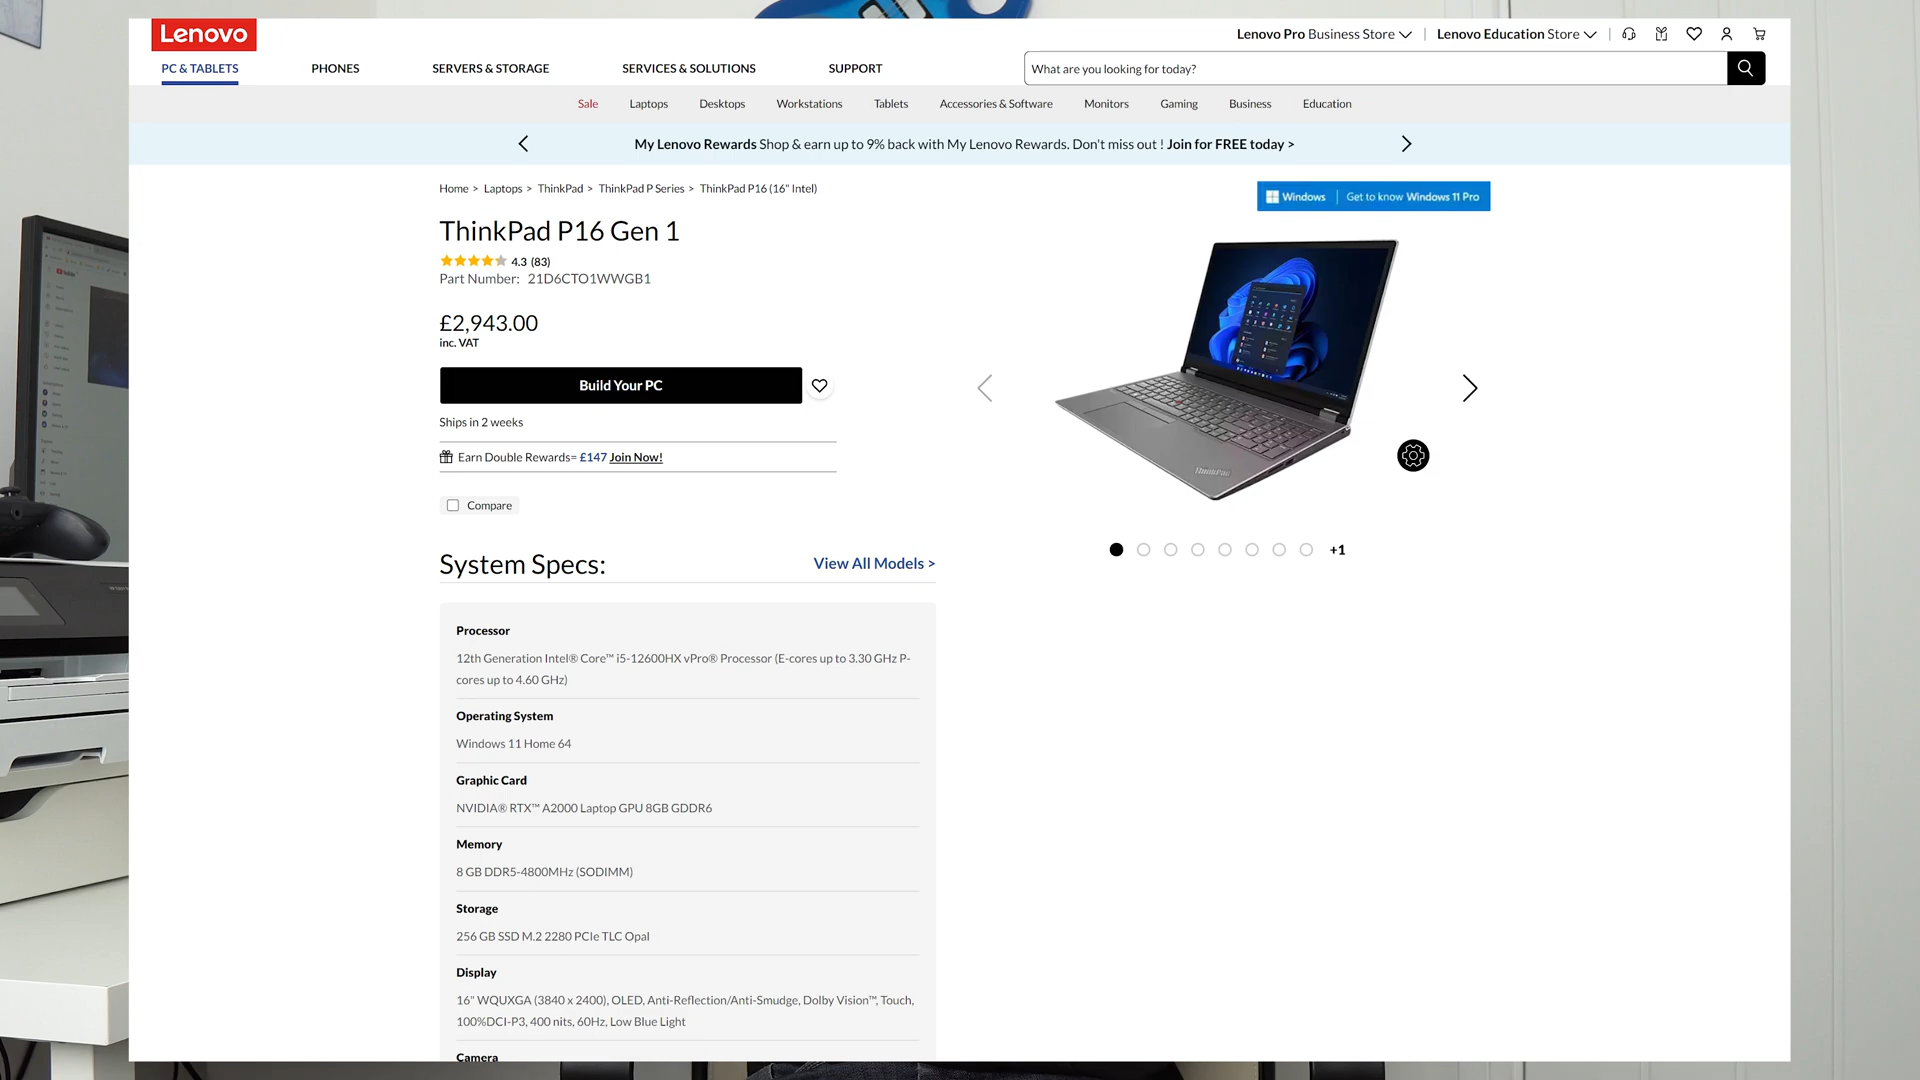 Lenovo
Lenovo Pro Business Store
Lenovo Education Store
PC & TABLETS
PHONES
SERVERS & STORAGE
SERVICES & SOLUTIONS
SUPPORT
What are you looking for today?
Sale
Laptops
Desktops
Workstations
Tablets
Accessories & Software
Monitors
Gaming
Business
Education
My Lenovo Rewards Shop & earn up to 9% back with My Lenovo Rewards. Don't miss out ! Join for FREE today >
Home > Laptops > ThinkPad > ThinkPad P Series > ThinkPad P16 (16" Intel)
Windows | Get to know Windows 11 Pro
ThinkPad P16 Gen 1
4.3 (83)
Part Number: 21D6CTO1WWGB1
£2,943.00
inc. VAT
Build Your PC
Ships in 2 weeks
Earn Double Rewards= £147 Join Now!
Compare
ThinkPad
+1
System Specs:
View All Models >
Processor
12th Generation Intel® Core™ i5-12600HX vPro® Processor (E-cores up to 3.30 GHz P-
cores up to 4.60 GHz)
Operating System
Windows 11 Home 64
Graphic Card
NVIDIA® RTX™ A2000 Laptop GPU 8GB GDDR6
Memory
8 GB DDR5-4800MHz (SODIMM)
Storage
256 GB SSD M.2 2280 PCIe TLC Opal
Display
16" WQUXGA (3840 x 2400), OLED, Anti-Reflection/Anti-Smudge, Dolby Vision™, Touch,
100%DCI-P3, 400 nits, 60Hz, Low Blue Light
Camera